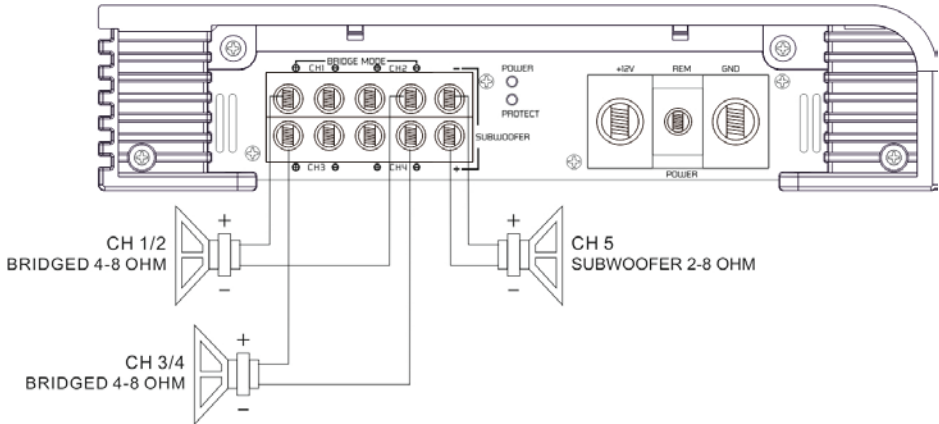 BRIDGE MODE
CH1 CH2 -
POWER
PROTECT
SUBWOOFER
CH3 CH4 +
+12V REM GND
POWER
+
CH 1/2
BRIDGED 4-8 OHM
-
+
CH 5
SUBWOOFER 2-8 OHM
-
+
CH 3/4
BRIDGED 4-8 OHM
-